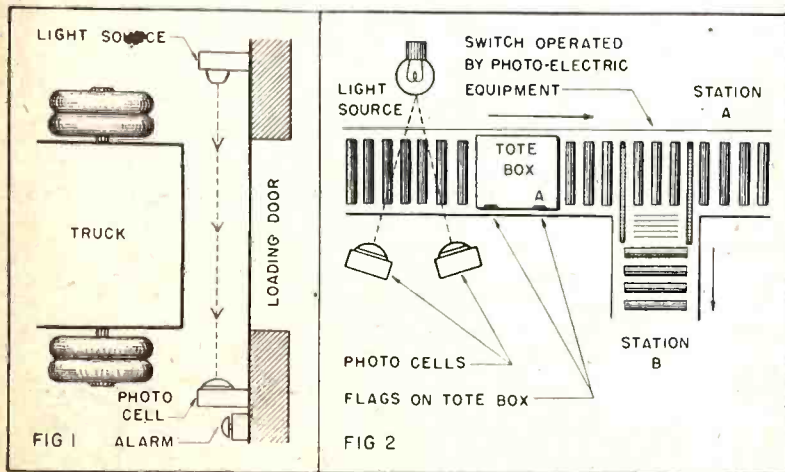 LIGHT SOURCE
TRUCK
LOADING DOOR
PHOTO
CELL
ALARM
FIG 1
SWITCH OPERATED
BY PHOTO-ELECTRIC
EQUIPMENT
LIGHT
SOURCE
STATION
A
TOTE
BOX
A
PHOTO CELLS
FLAGS ON TOTE BOX
STATION
B
FIG 2